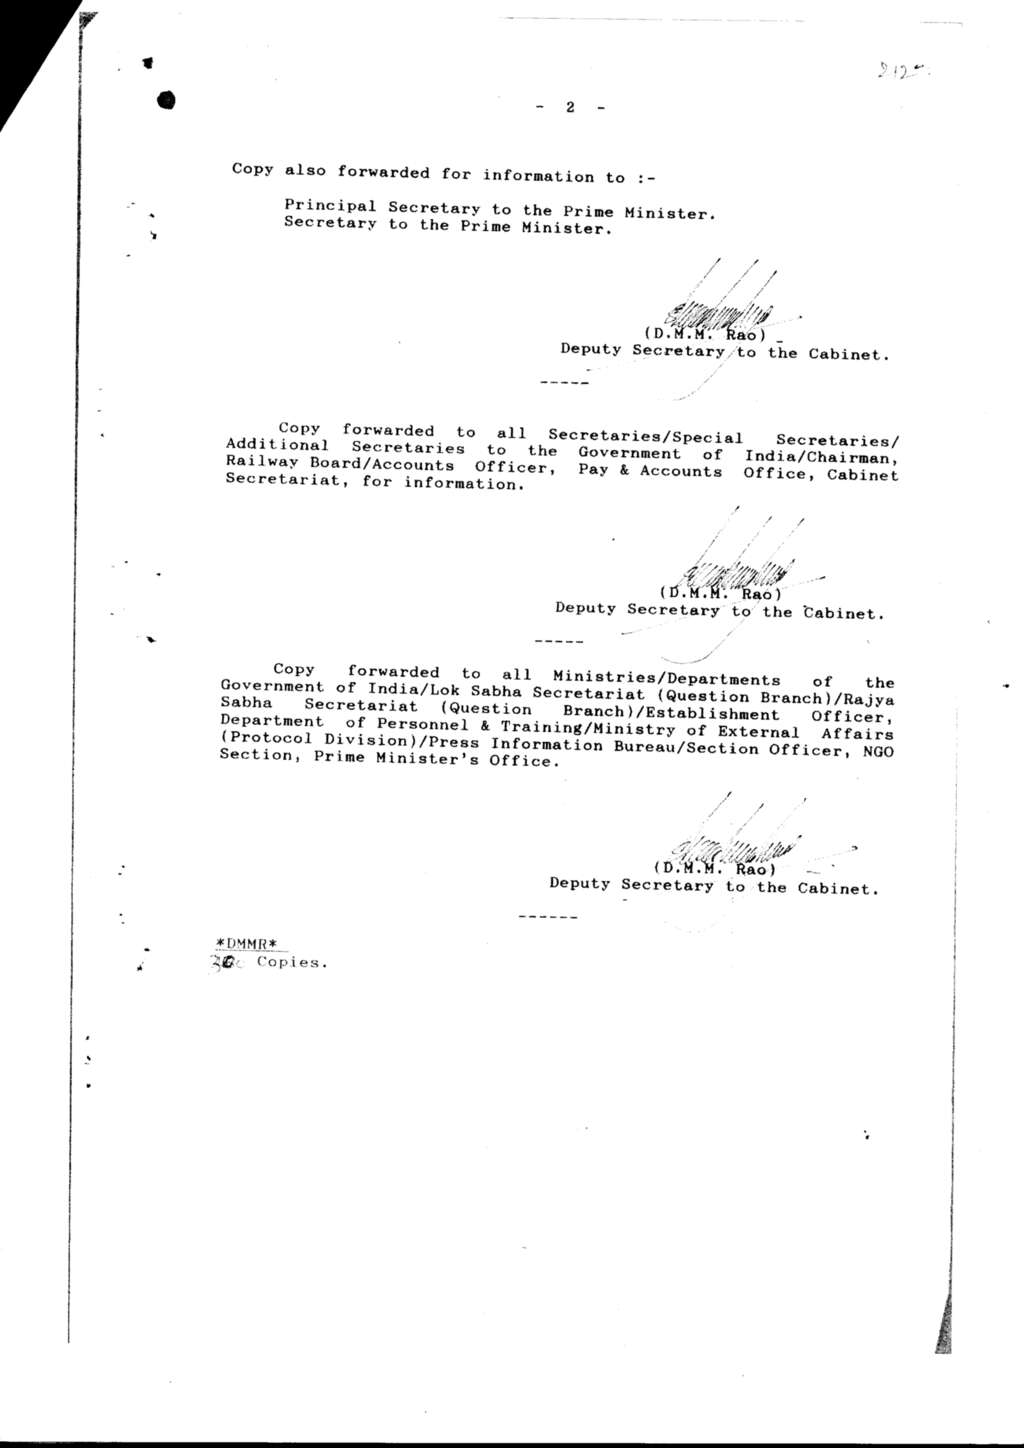 - 2 -
Copy also forwarded for information to :-
Principal Secretary to the Prime Minister.
Secretary to the Prime Minister.
(D.M.M. Rao)
Deputy Secretary to the Cabinet.
-----
Copy forwarded to all Secretaries/Special Secretaries/
Additional Secretaries to the Government of India/Chairman,
Railway Board/Accounts Officer, Pay & Accounts Office, Cabinet
Secretariat, for information.
(D.M.M. Rao)
Deputy Secretary to the Cabinet.
-----
Copy forwarded to all Ministries/Departments of the
Government of India/Lok Sabha Secretariat (Question Branch)/Rajya
Sabha Secretariat (Question Branch)/Establishment Officer,
Department of Personnel & Training/Ministry of External Affairs
(Protocol Division)/Press Information Bureau/Section Officer, NGO
Section, Prime Minister's Office.
(D.M.M. Rao)
Deputy Secretary to the Cabinet.
------
*DMMR*
Copies.